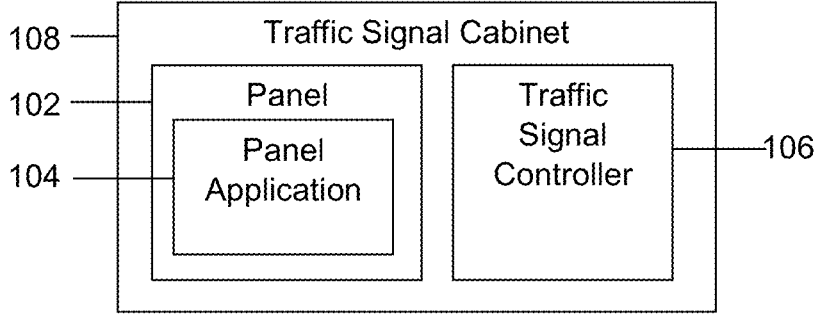 108
Traffic Signal Cabinet
102
Panel
104
Panel
Application
Traffic
Signal
Controller
106